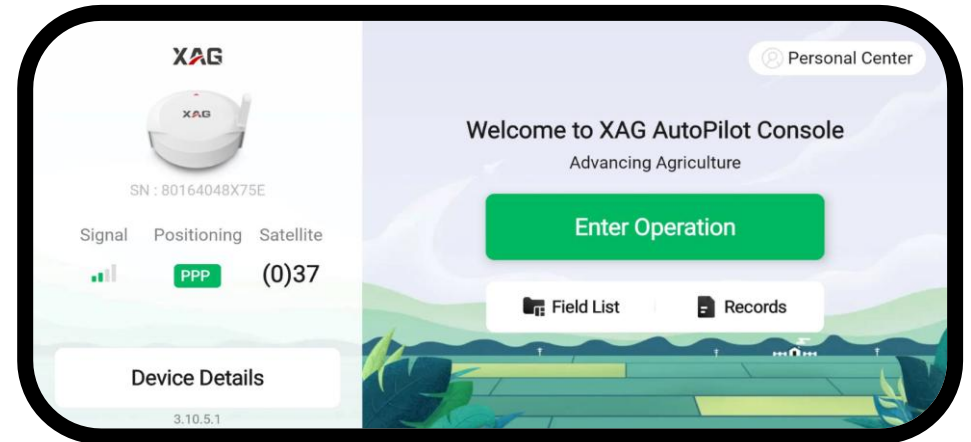 XAG
XAG
SN : 80164048X75E
Signal Positioning Satellite
PPP (0)37
Device Details
3.10.5.1
Personal Center
Welcome to XAG AutoPilot Console
Advancing Agriculture
Enter Operation
Field List Records